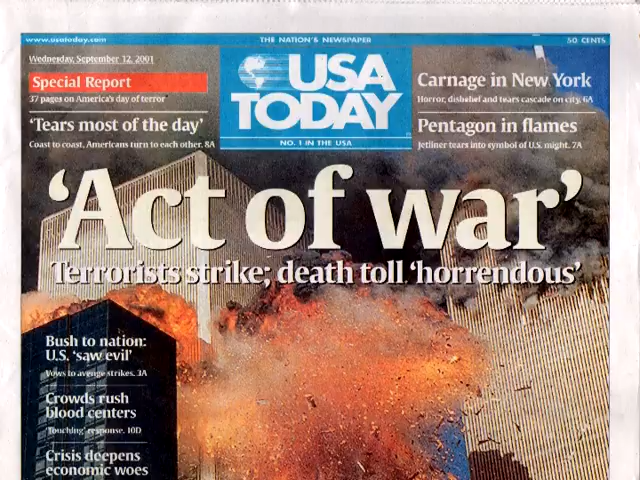 www.usatoday.com
THE NATION'S NEWSPAPER
50 CENTS
Wednesday, September 12, 2001
Special Report
37 pages on America's day of terror
'Tears most of the day'
Coast to coast, Americans turn to each other. 8A
USA
TODAY
NO. 1 IN THE USA
Carnage in New York
Horror, disbelief and tears cascade on city. 6A
Pentagon in flames
Jetliner tears into symbol of U.S. might. 7A
'Act of war'
Terrorists strike; death toll 'horrendous'
Bush to nation:
U.S. 'saw evil'
Vows to avenge strikes. 3A
Crowds rush
blood centers
'Touching' response. 10D
Crisis deepens
economic woes